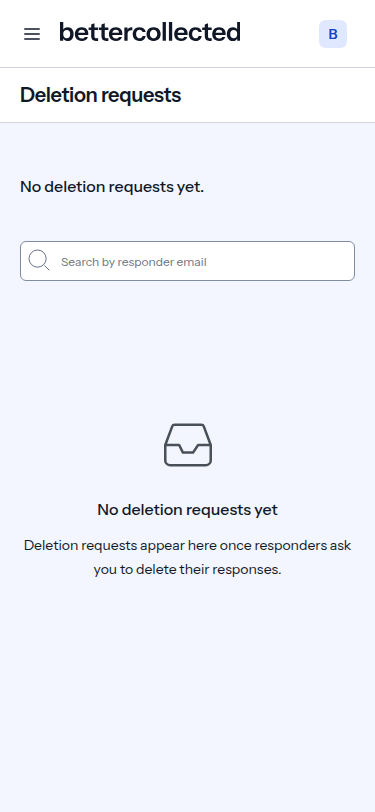 bettercollected
B
Deletion requests
No deletion requests yet.
Search by responder email
No deletion requests yet
Deletion requests appear here once responders ask
you to delete their responses.